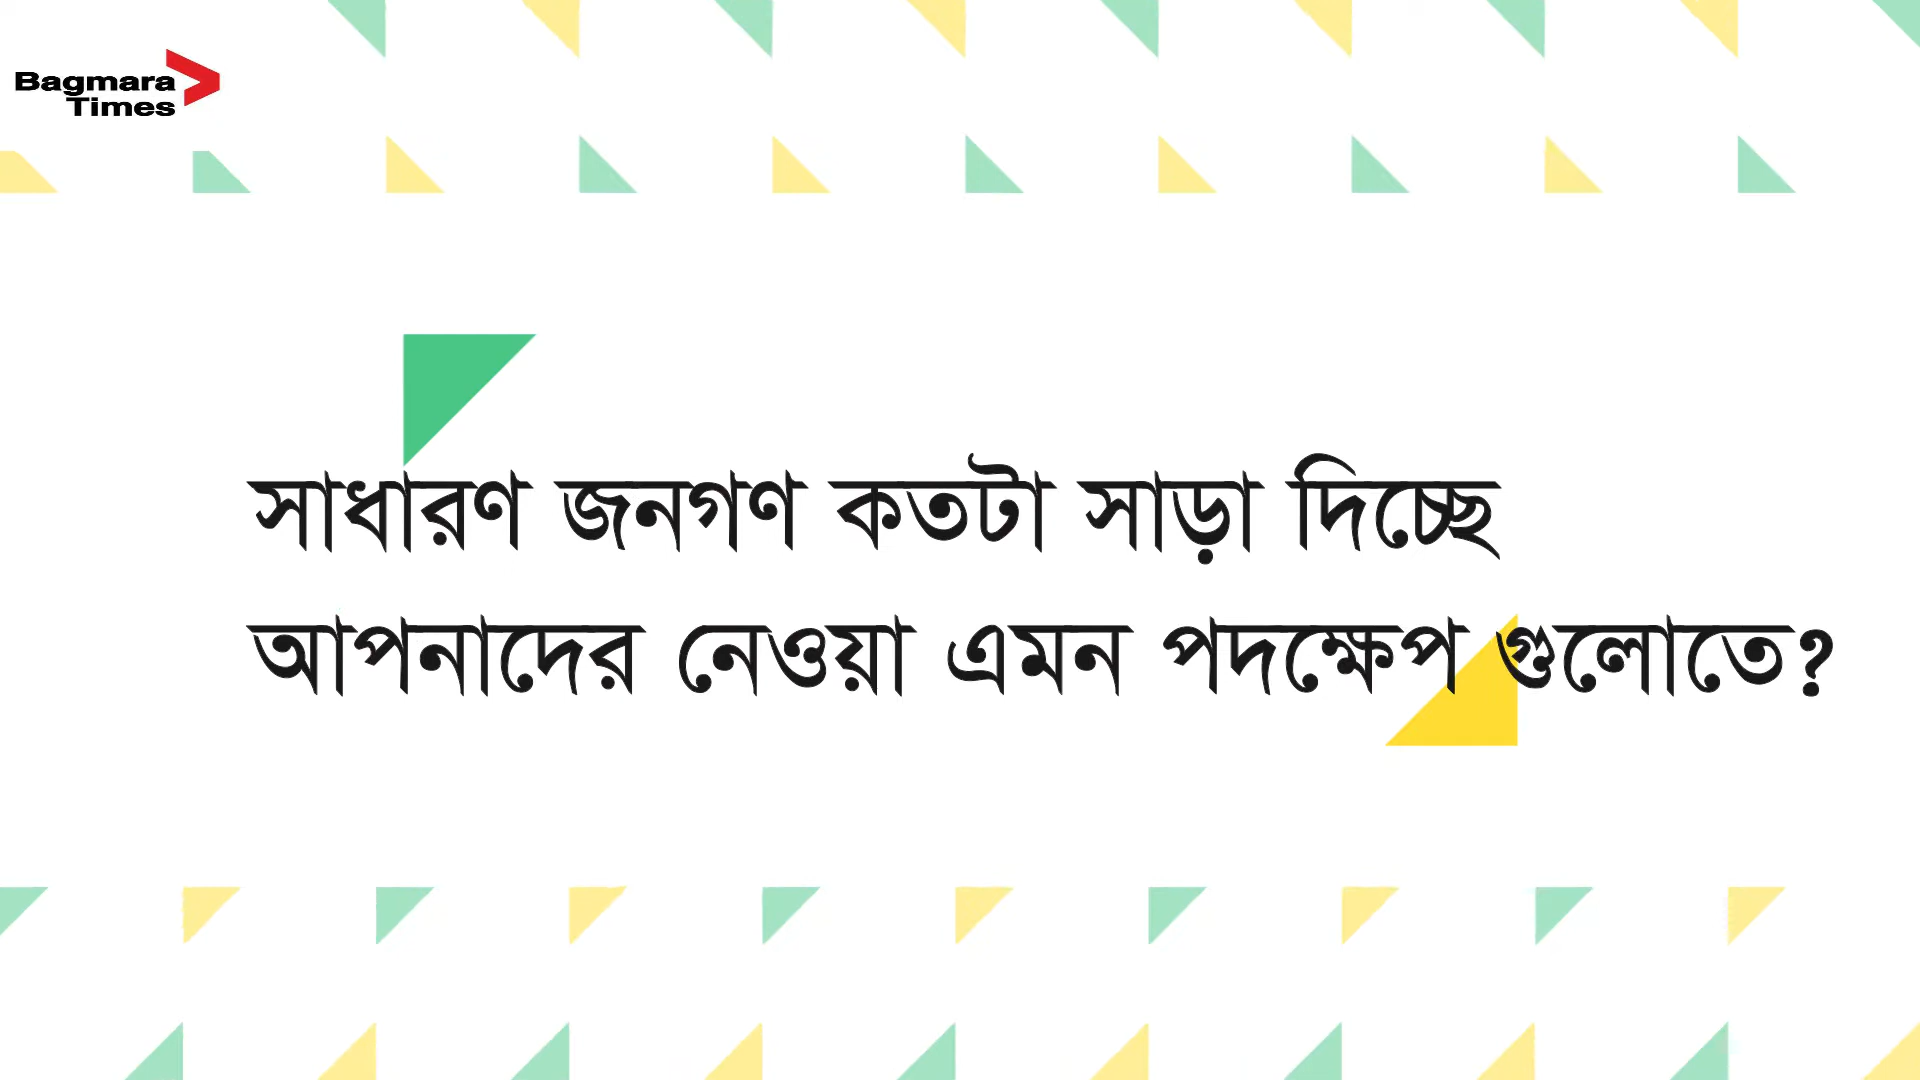 Bagmara
Times
সাধারণ জনগণ কতটা সাড়া দিচ্ছে
আপনাদের নেওয়া এমন পদক্ষেপ গুলোতে?